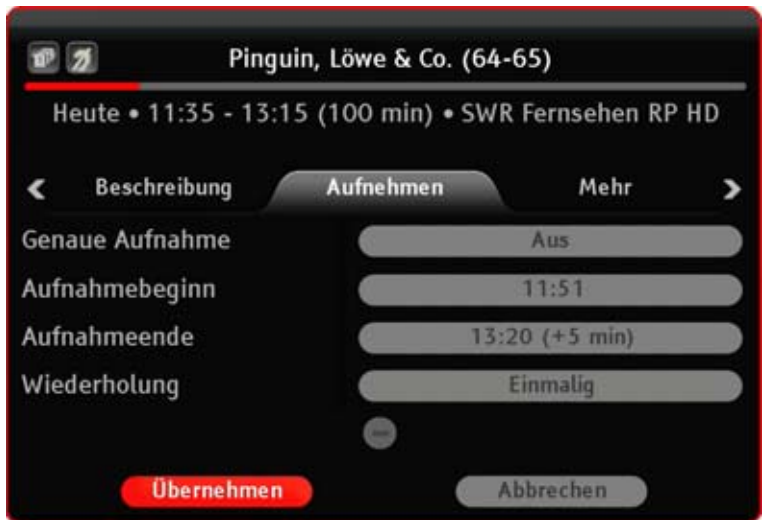 Pinguin, Löwe & Co. (64-65)
Heute • 11:35 - 13:15 (100 min) • SWR Fernsehen RP HD
Beschreibung Aufnehmen Mehr
Genaue Aufnahme Aus
Aufnahmebeginn 11:51
Aufnahmeende 13:20 (+5 min)
Wiederholung Einmalig
Übernehmen Abbrechen